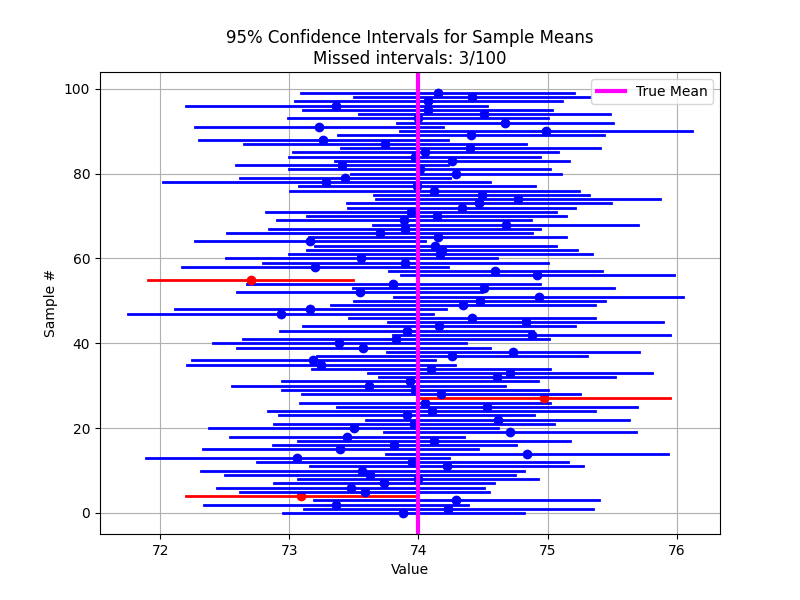 95% Confidence Intervals for Sample Means
Missed intervals: 3/100
True Mean
100
80
60
40
20
0
Sample #
72
73
74
75
76
Value